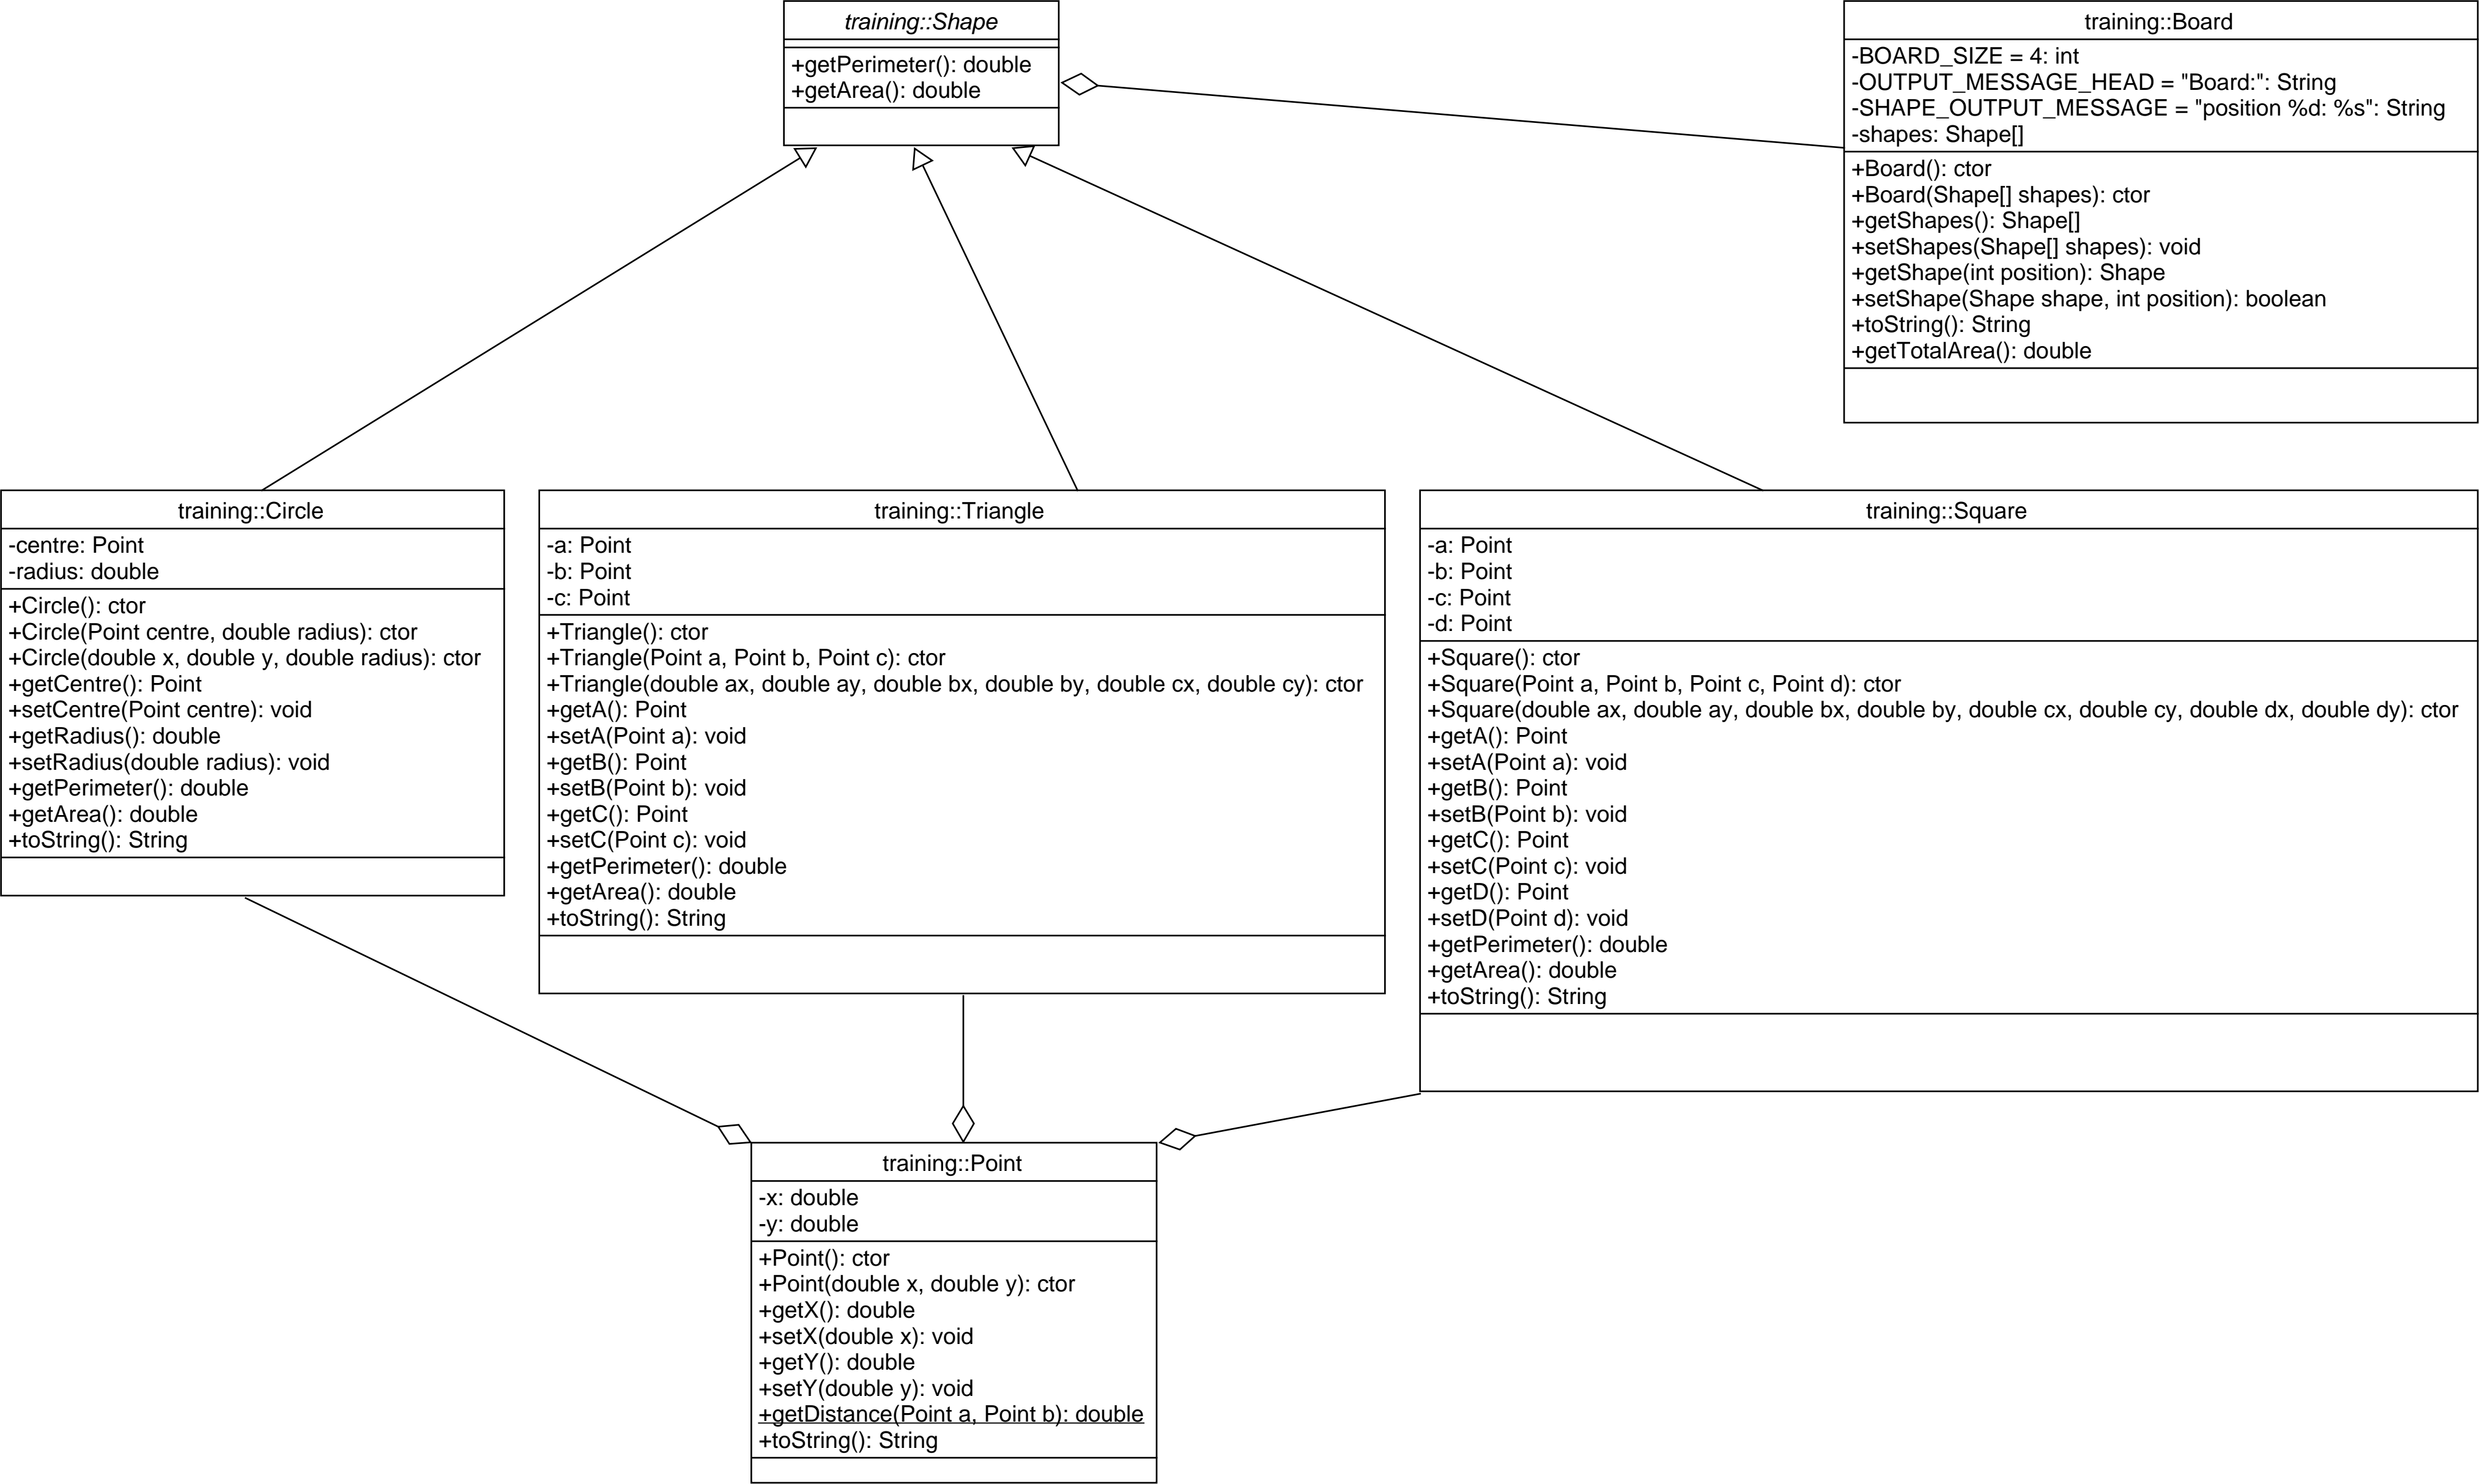 training::Shape
+getPerimeter(): double
+getArea(): double
training::Board
-BOARD_SIZE = 4: int
-OUTPUT_MESSAGE_HEAD = "Board:": String
-SHAPE_OUTPUT_MESSAGE = "position %d: %s": String
-shapes: Shape[]
+Board(): ctor
+Board(Shape[] shapes): ctor
+getShapes(): Shape[]
+setShapes(Shape[] shapes): void
+getShape(int position): Shape
+setShape(Shape shape, int position): boolean
+toString(): String
+getTotalArea(): double
training::Circle
-centre: Point
-radius: double
+Circle(): ctor
+Circle(Point centre, double radius): ctor
+Circle(double x, double y, double radius): ctor
+getCentre(): Point
+setCentre(Point centre): void
+getRadius(): double
+setRadius(double radius): void
+getPerimeter(): double
+getArea(): double
+toString(): String
training::Triangle
-a: Point
-b: Point
-c: Point
+Triangle(): ctor
+Triangle(Point a, Point b, Point c): ctor
+Triangle(double ax, double ay, double bx, double by, double cx, double cy): ctor
+getA(): Point
+setA(Point a): void
+getB(): Point
+setB(Point b): void
+getC(): Point
+setC(Point c): void
+getPerimeter(): double
+getArea(): double
+toString(): String
training::Square
-a: Point
-b: Point
-c: Point
-d: Point
+Square(): ctor
+Square(Point a, Point b, Point c, Point d): ctor
+Square(double ax, double ay, double bx, double by, double cx, double cy, double dx, double dy): ctor
+getA(): Point
+setA(Point a): void
+getB(): Point
+setB(Point b): void
+getC(): Point
+setC(Point c): void
+getD(): Point
+setD(Point d): void
+getPerimeter(): double
+getArea(): double
+toString(): String
training::Point
-x: double
-y: double
+Point(): ctor
+Point(double x, double y): ctor
+getX(): double
+setX(double x): void
+getY(): double
+setY(double y): void
+getDistance(Point a, Point b): double
+toString(): String